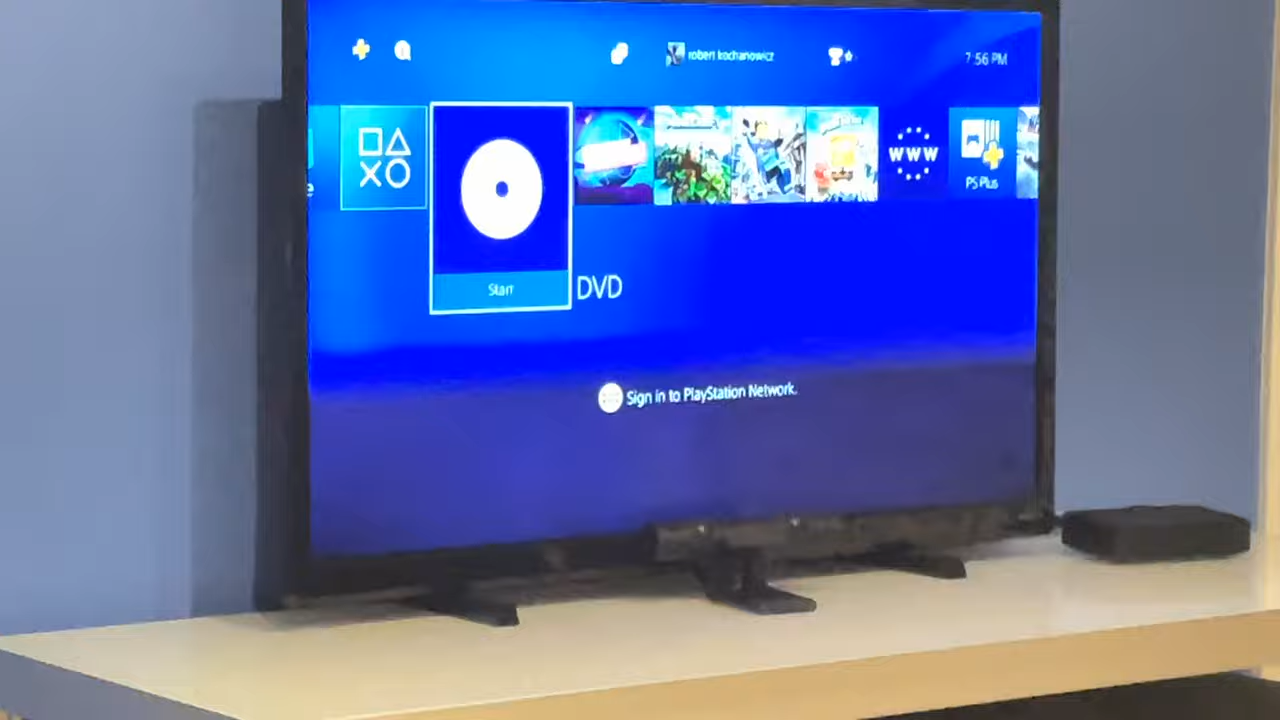 robert kochanowicz
7:56 PM
WWW
PS Plus
Start
DVD
Sign in to PlayStation Network.